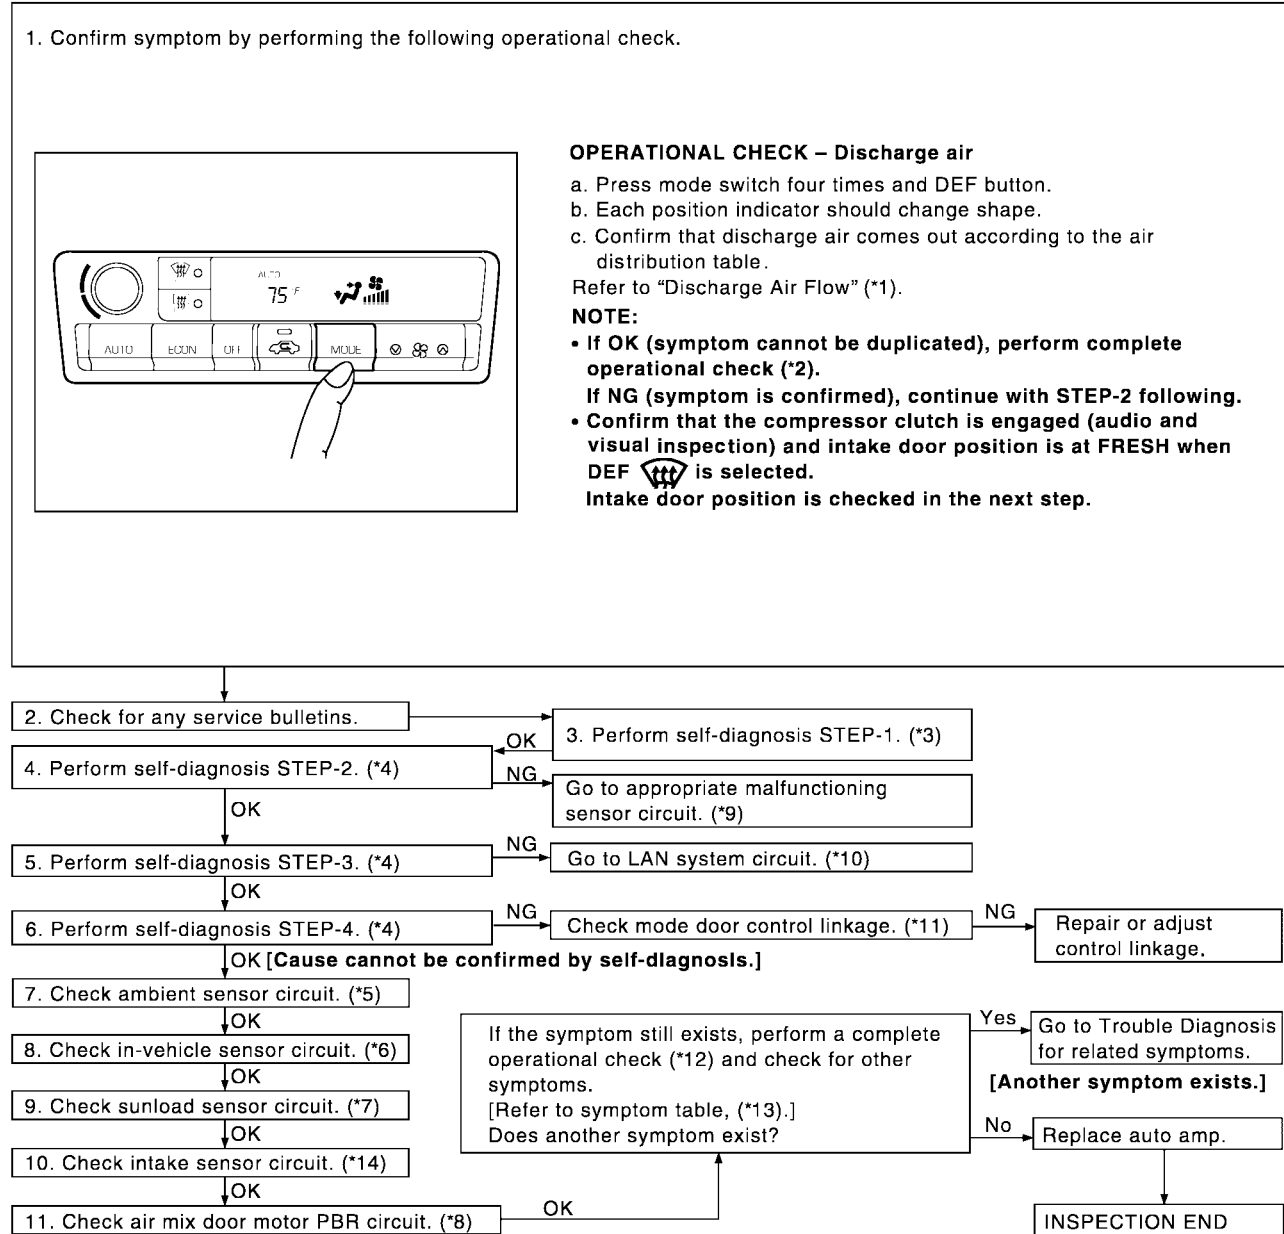 1. Confirm symptom by performing the following operational check.
AUTO
75°F
AUTO
ECON
OFF
MODE
OPERATIONAL CHECK – Discharge air
a. Press mode switch four times and DEF button.
b. Each position indicator should change shape.
c. Confirm that discharge air comes out according to the air
distribution table.
Refer to “Discharge Air Flow” (*1).
NOTE:
• If OK (symptom cannot be duplicated), perform complete
operational check (*2).
If NG (symptom is confirmed), continue with STEP-2 following.
• Confirm that the compressor clutch is engaged (audio and
visual inspection) and intake door position is at FRESH when
DEF is selected.
Intake door position is checked in the next step.
2. Check for any service bulletins.
3. Perform self-diagnosis STEP-1. (*3)
OK
4. Perform self-diagnosis STEP-2. (*4)
NG
Go to appropriate malfunctioning
sensor circuit. (*9)
OK
5. Perform self-diagnosis STEP-3. (*4)
NG
Go to LAN system circuit. (*10)
OK
6. Perform self-diagnosis STEP-4. (*4)
NG
Check mode door control linkage. (*11)
NG
Repair or adjust
control linkage.
OK [Cause cannot be confirmed by self-diagnosis.]
7. Check ambient sensor circuit. (*5)
OK
8. Check in-vehicle sensor circuit. (*6)
OK
9. Check sunload sensor circuit. (*7)
OK
10. Check intake sensor circuit. (*14)
OK
11. Check air mix door motor PBR circuit. (*8)
OK
If the symptom still exists, perform a complete
operational check (*12) and check for other
symptoms.
[Refer to symptom table, (*13).]
Does another symptom exist?
Yes
Go to Trouble Diagnosis
for related symptoms.
[Another symptom exists.]
No
Replace auto amp.
INSPECTION END